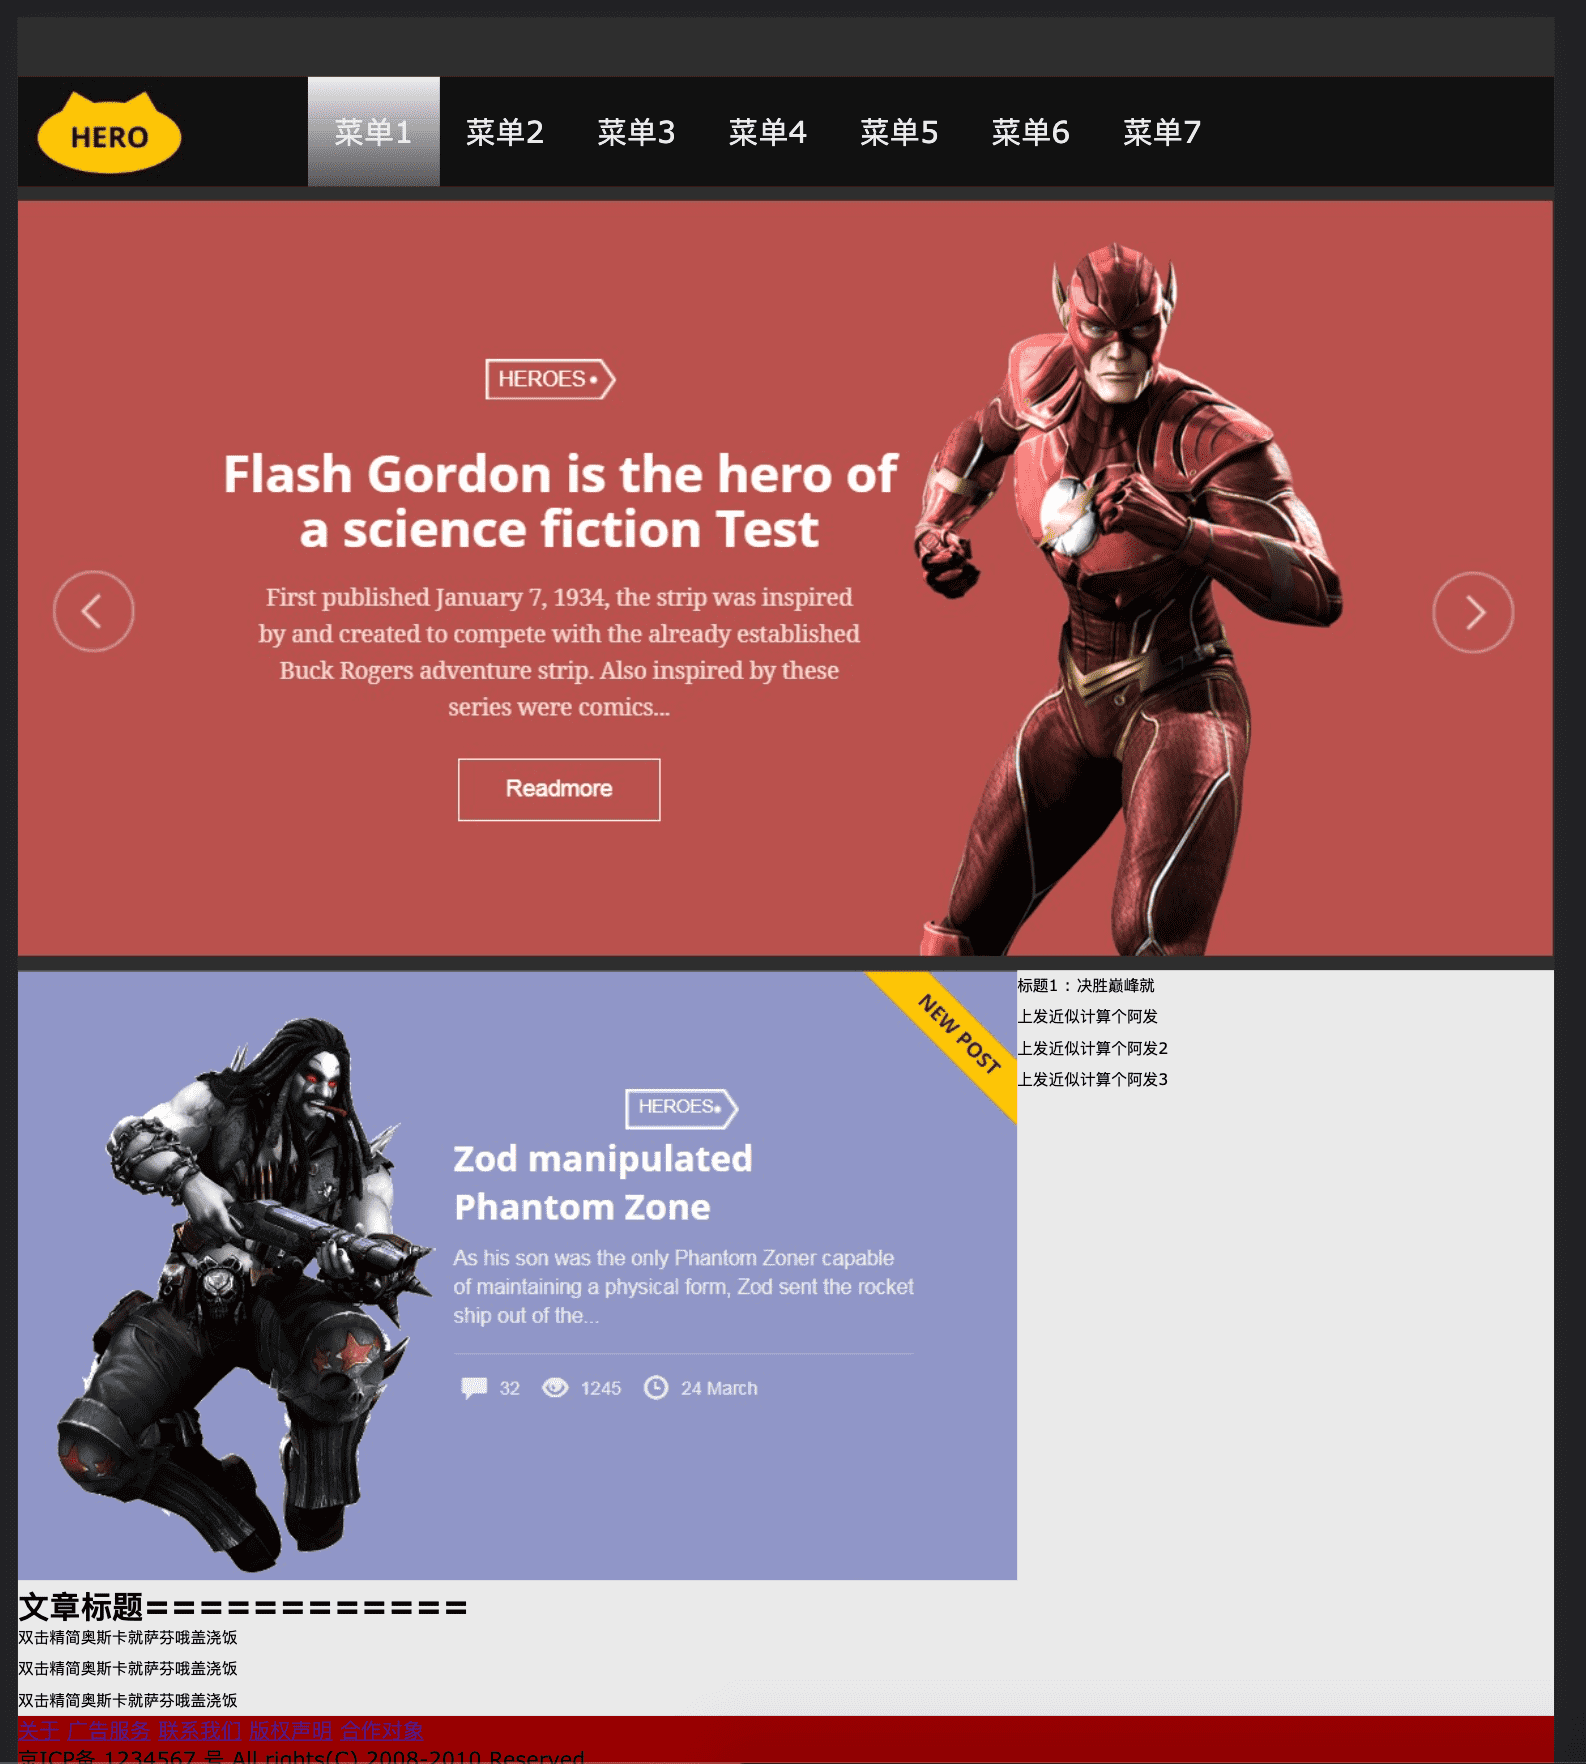 HERO
菜单1 菜单2 菜单3 菜单4 菜单5 菜单6 菜单7
HEROES
Flash Gordon is the hero of
a science fiction Test
First published January 7, 1934, the strip was inspired
by and created to compete with the already established
Buck Rogers adventure strip. Also inspired by these
series were comics...
Readmore
NEW POST
HEROES
Zod manipulated
Phantom Zone
As his son was the only Phantom Zoner capable
of maintaining a physical form, Zod sent the rocket
ship out of the...
32 1245 24 March
标题1：决胜巅峰就
上发近似计算个阿发
上发近似计算个阿发2
上发近似计算个阿发3
文章标题============
双击精简奥斯卡就萨芬哦盖浇饭
双击精简奥斯卡就萨芬哦盖浇饭
双击精简奥斯卡就萨芬哦盖浇饭
关于 广告服务 联系我们 版权声明 合作对象
京ICP备 1234567 号 All rights(C) 2008-2010 Reserved